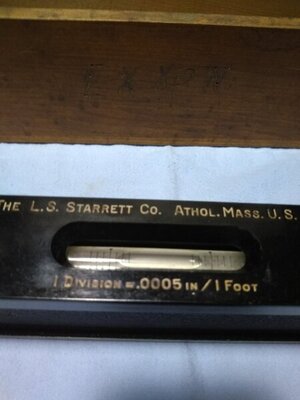 THE L. S. STARRETT CO. ATHOL. MASS. U. S.
1 DIVISION = .0005 IN / 1 FOOT